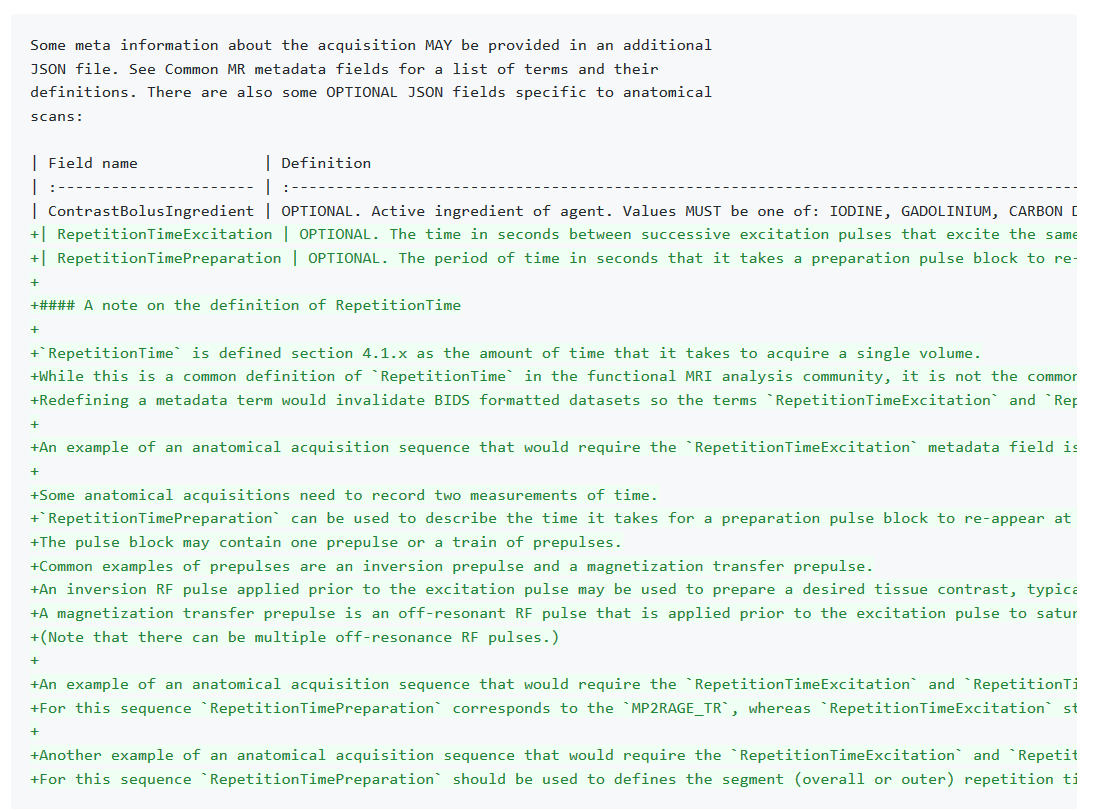 Some meta information about the acquisition MAY be provided in an additional
JSON file. See Common MR metadata fields for a list of terms and their
definitions. There are also some OPTIONAL JSON fields specific to anatomical
scans:
| Field name | Definition
| :---------------------- | :----------------------------------------------------------------------------------------
| ContrastBolusIngredient | OPTIONAL. Active ingredient of agent. Values MUST be one of: IODINE, GADOLINIUM, CARBON D
+| RepetitionTimeExcitation | OPTIONAL. The time in seconds between successive excitation pulses that excite the same
+| RepetitionTimePreparation | OPTIONAL. The period of time in seconds that it takes a preparation pulse block to re-
+
+#### A note on the definition of RepetitionTime
+
+`RepetitionTime` is defined section 4.1.x as the amount of time that it takes to acquire a single volume.
+While this is a common definition of `RepetitionTime` in the functional MRI analysis community, it is not the common
+Redefining a metadata term would invalidate BIDS formatted datasets so the terms `RepetitionTimeExcitation` and `Rep
+
+An example of an anatomical acquisition sequence that would require the `RepetitionTimeExcitation` metadata field is
+
+Some anatomical acquisitions need to record two measurements of time.
+`RepetitionTimePreparation` can be used to describe the time it takes for a preparation pulse block to re-appear at
+The pulse block may contain one prepulse or a train of prepulses.
+Common examples of prepulses are an inversion prepulse and a magnetization transfer prepulse.
+An inversion RF pulse applied prior to the excitation pulse may be used to prepare a desired tissue contrast, typica
+A magnetization transfer prepulse is an off-resonant RF pulse that is applied prior to the excitation pulse to satur
+(Note that there can be multiple off-resonance RF pulses.)
+
+An example of an anatomical acquisition sequence that would require the `RepetitionTimeExcitation` and `RepetitionTi
+For this sequence `RepetitionTimePreparation` corresponds to the `MP2RAGE_TR`, whereas `RepetitionTimeExcitation` st
+
+Another example of an anatomical acquisition sequence that would require the `RepetitionTimeExcitation` and `Repetit
+For this sequence `RepetitionTimePreparation` should be used to defines the segment (overall or outer) repetition ti